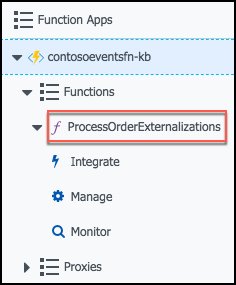 Function Apps
contosoeventsfn-kb
Functions
ProcessOrderExternalizations
Integrate
Manage
Monitor
Proxies